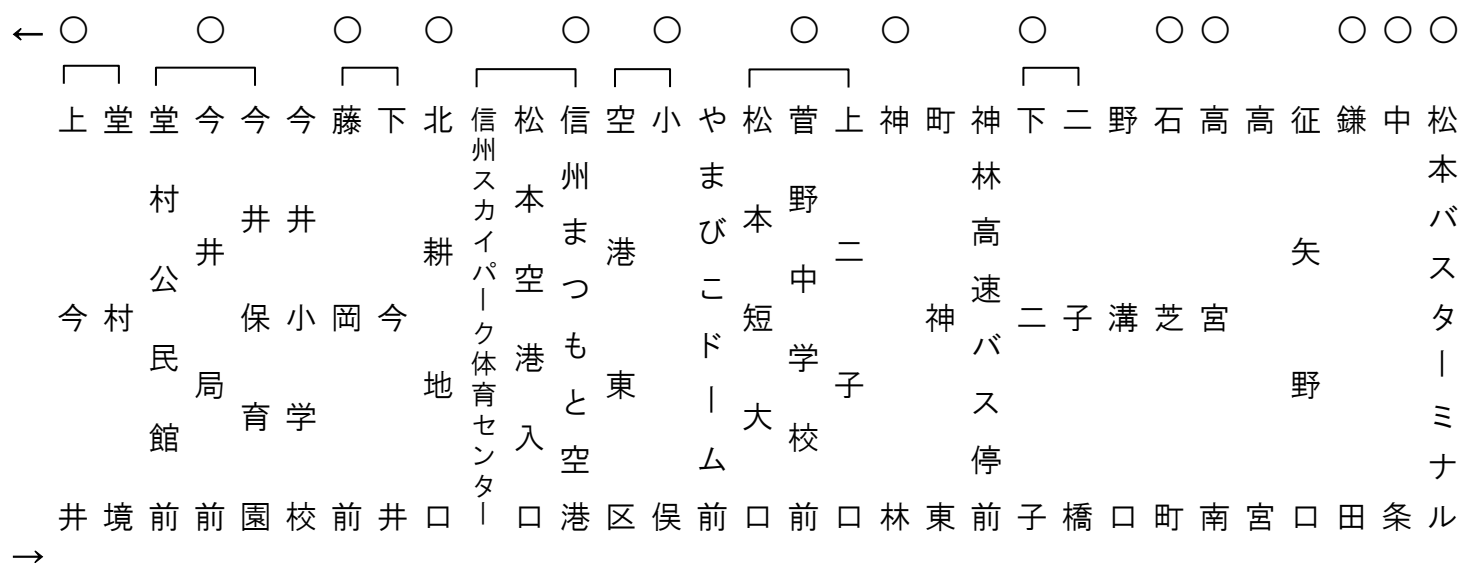 ← ○ ○ ○ ○ ○ ○ ○ ○ ○ ○ ○ ○ ○ ○
松本バスターミナル
中条
鎌田
征矢野口
高宮
高宮南
石芝町
野溝口
二子橋
下二子
神林高速バス停前
町神東
神林
上二子口
菅野中学校前
松本短大口
やまびこドーム前
小俣
空港東区
信州まつもと空港
松本空港入口
信州スカイパーク体育センター
北耕地口
下今井
藤岡前
今井小学校
今井保育園
今井局前
堂村公民館前
堂村境
上今井
→